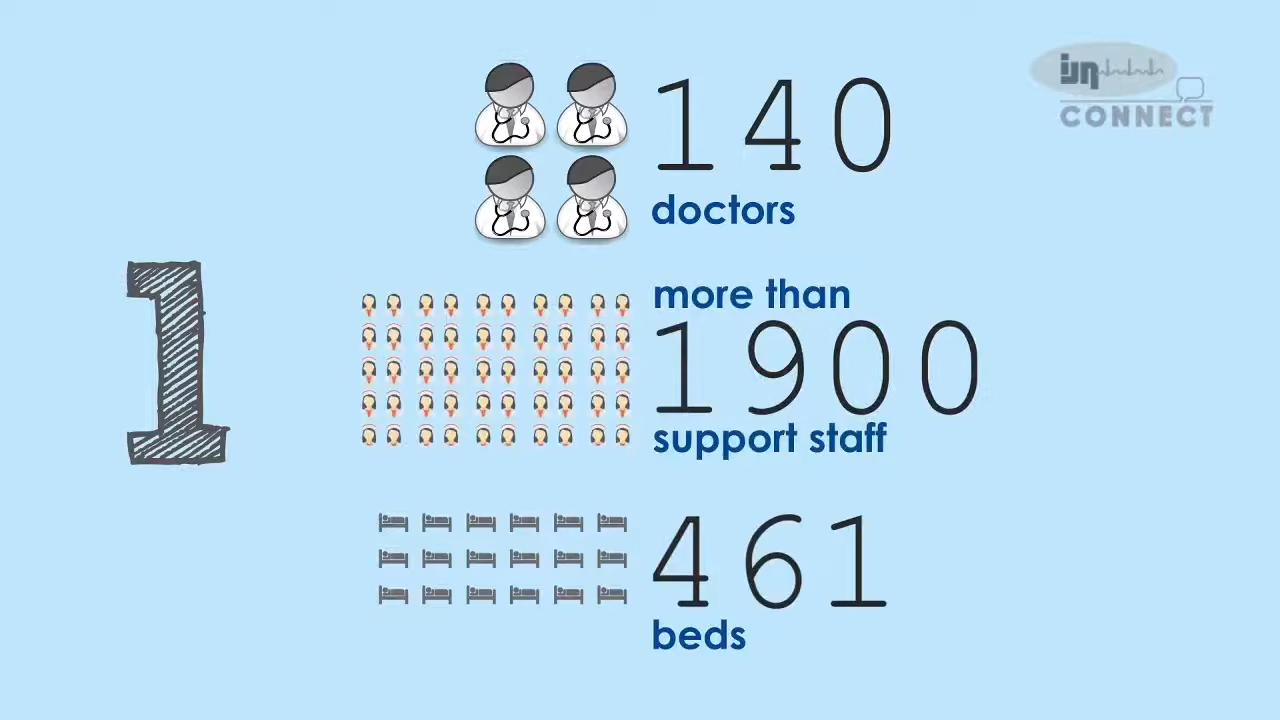 1
140
doctors
more than
1900
support staff
461
beds
ijn
CONNECT